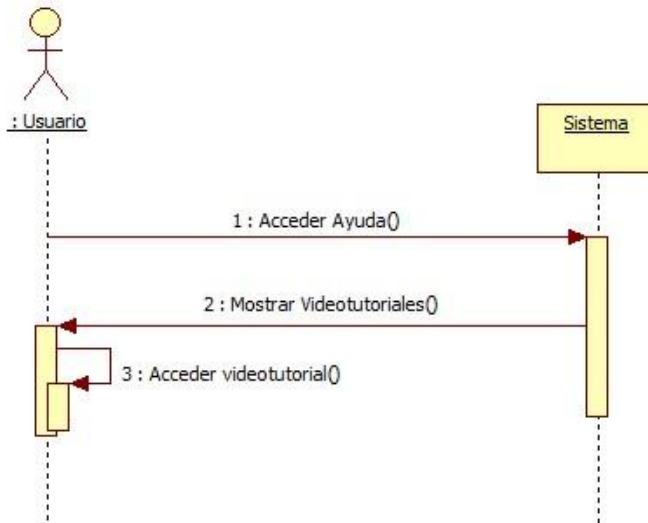 : Usuario
Sistema
1 : Acceder Ayuda()
2 : Mostrar Videotutoriales()
3 : Acceder videotutorial()